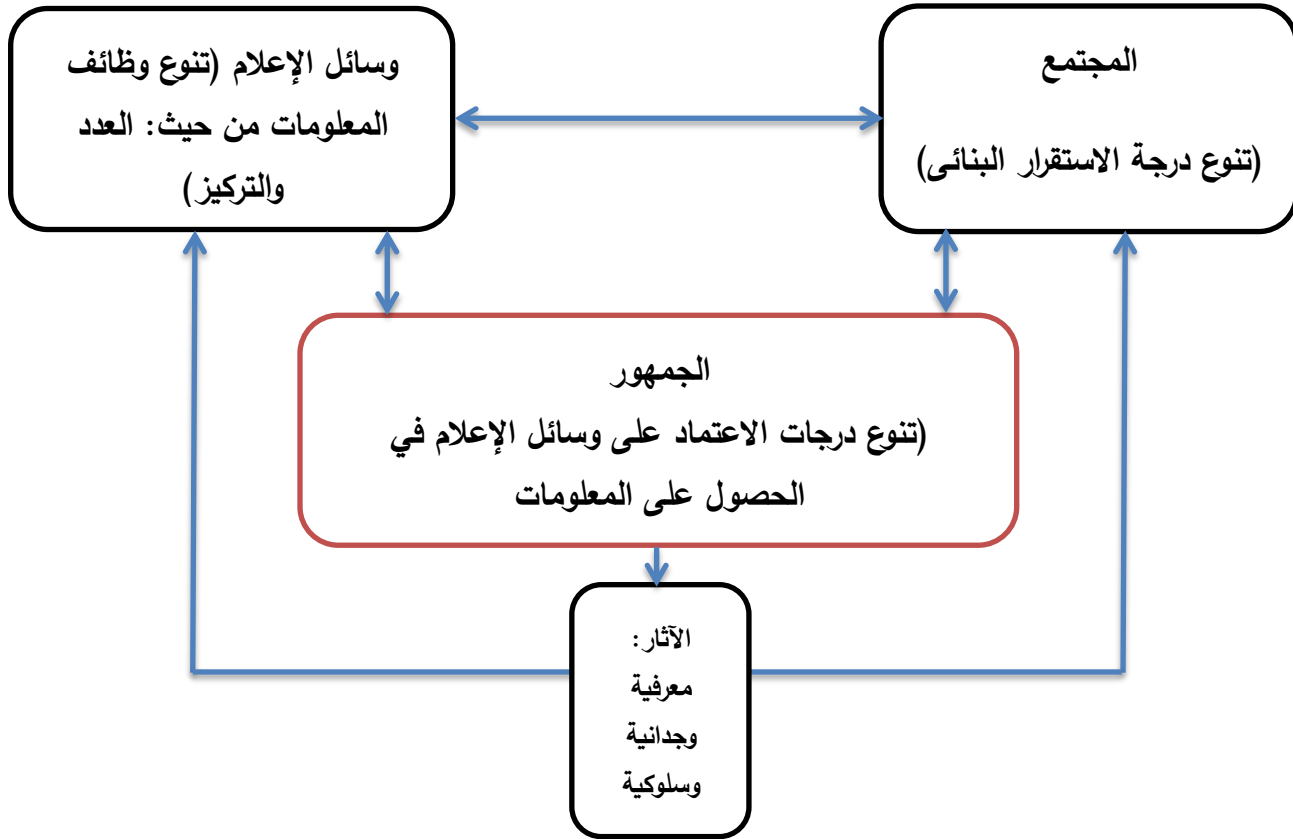 المجتمع
(تنوع درجة الاستقرار البنائى)
وسائل الإعلام (تنوع وظائف
المعلومات من حيث: العدد
والتركيز)
الجمهور
(تنوع درجات الاعتماد على وسائل الإعلام في
الحصول على المعلومات
الآثار:
معرفية
وجدانية
وسلوكية